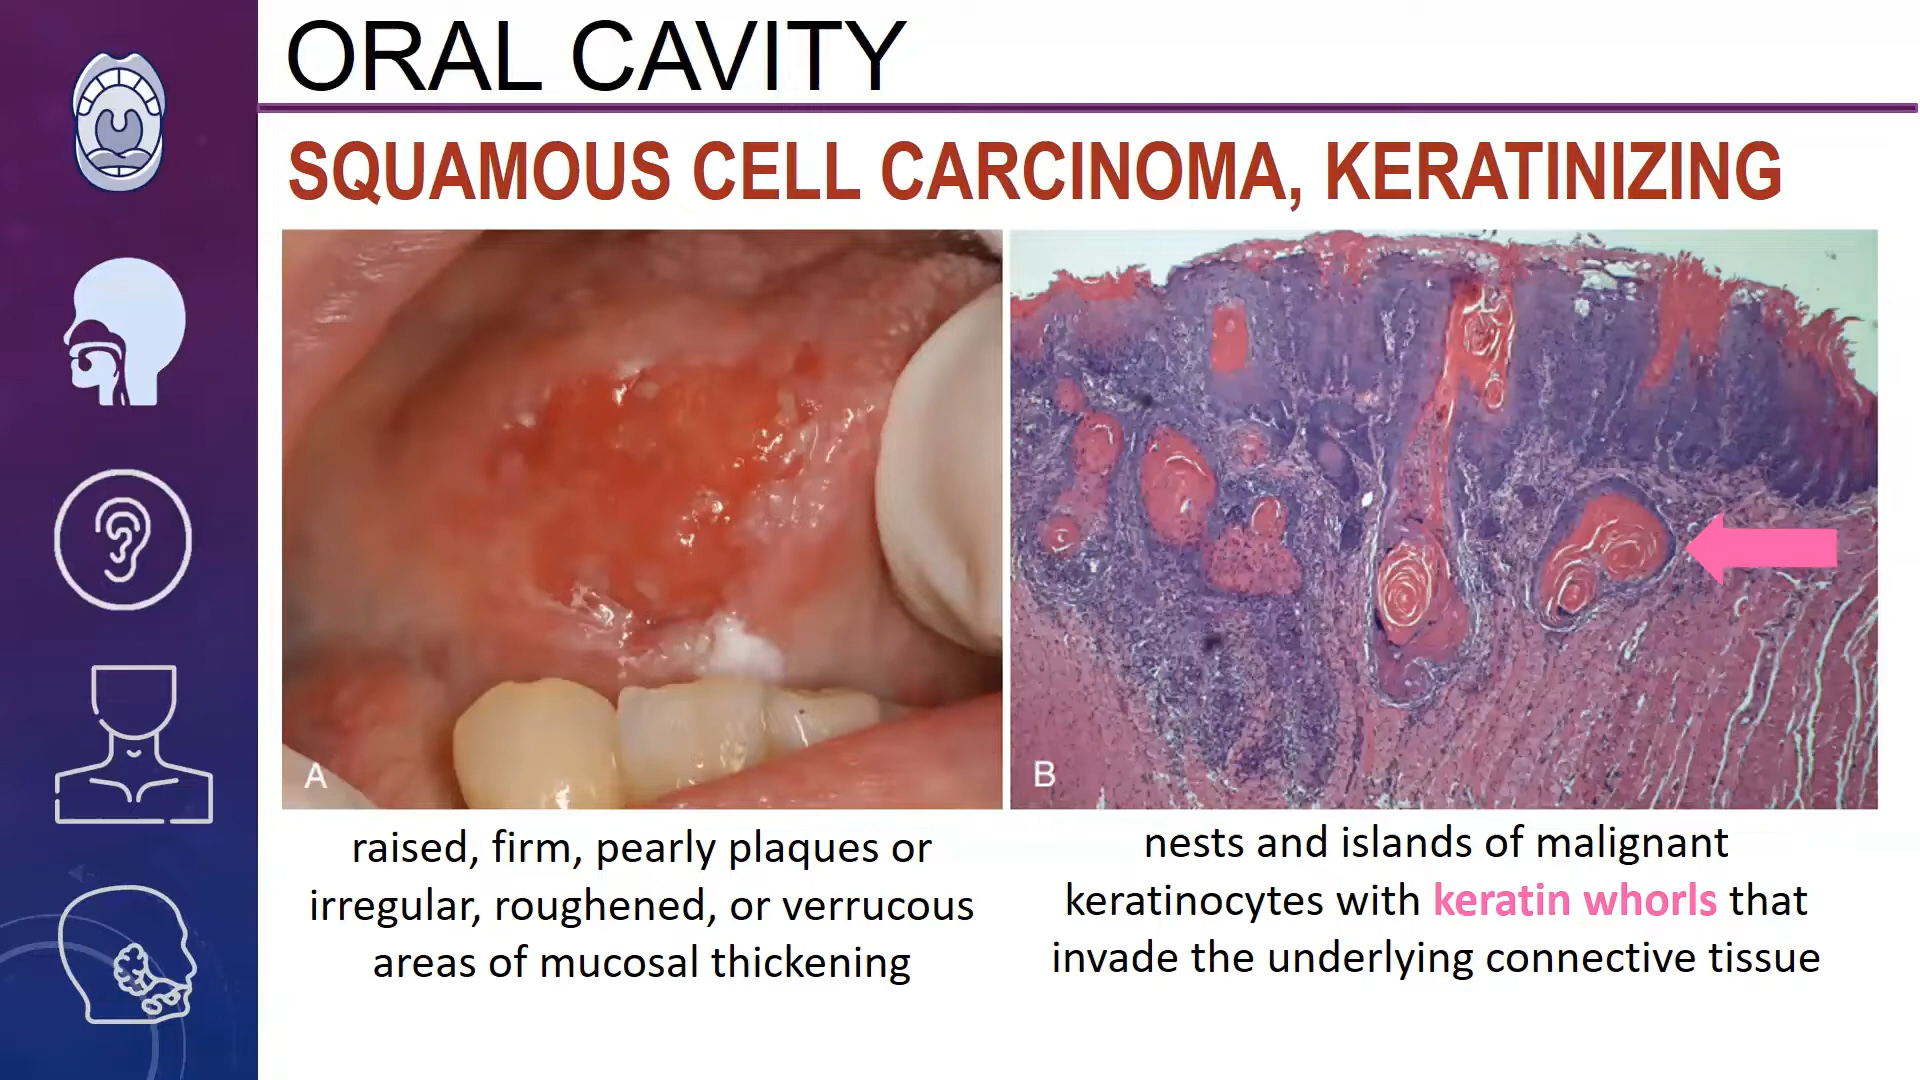 ORAL CAVITY
SQUAMOUS CELL CARCINOMA, KERATINIZING
A
B
raised, firm, pearly plaques or
irregular, roughened, or verrucous
areas of mucosal thickening
nests and islands of malignant
keratinocytes with keratin whorls that
invade the underlying connective tissue